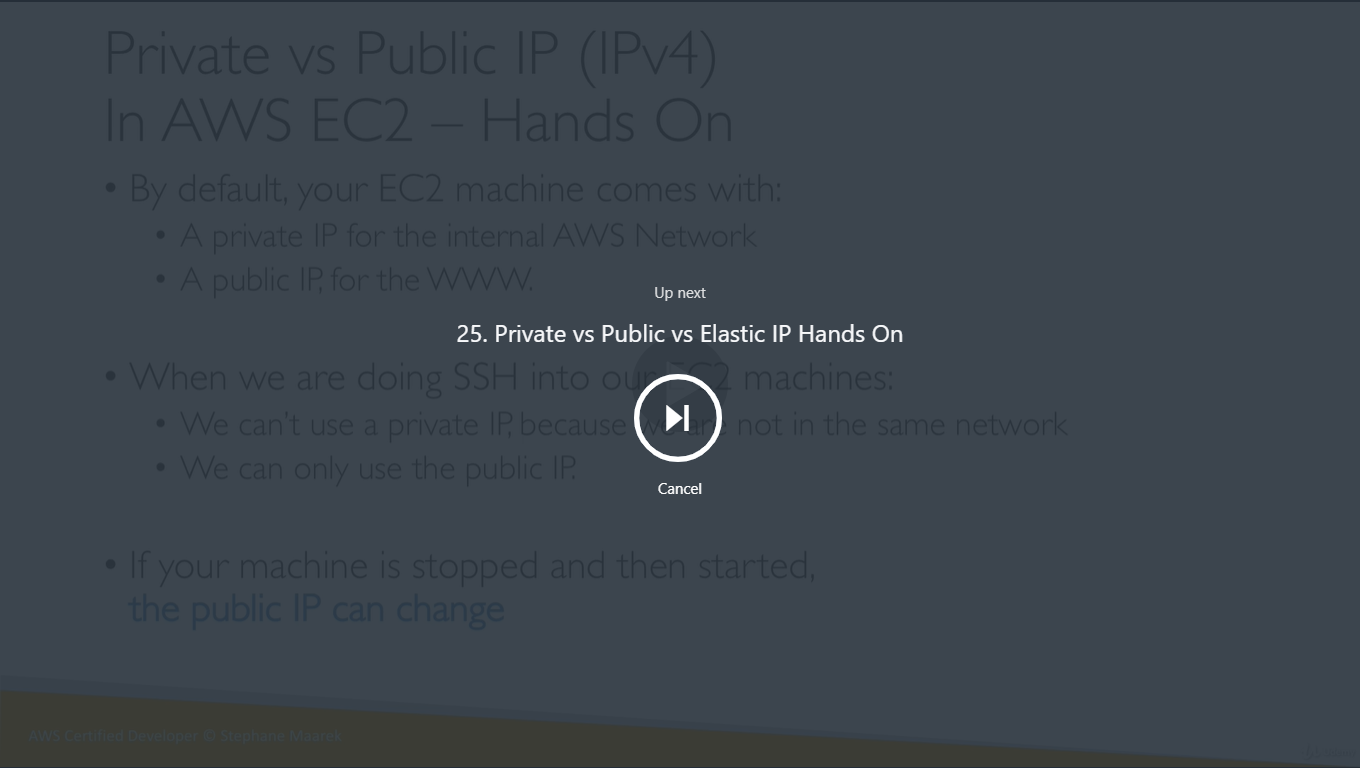 Private vs Public IP (IPv4)
In AWS EC2 – Hands On
• By default, your EC2 machine comes with:
• A private IP for the internal AWS Network
• A public IP, for the WWW.
Up next
25. Private vs Public vs Elastic IP Hands On
• When we are doing SSH into our EC2 machines:
• We can't use a private IP, because we are not in the same network
• We can only use the public IP.
Cancel
• If your machine is stopped and then started,
the public IP can change
AWS Certified Developer © Stephane Maarek